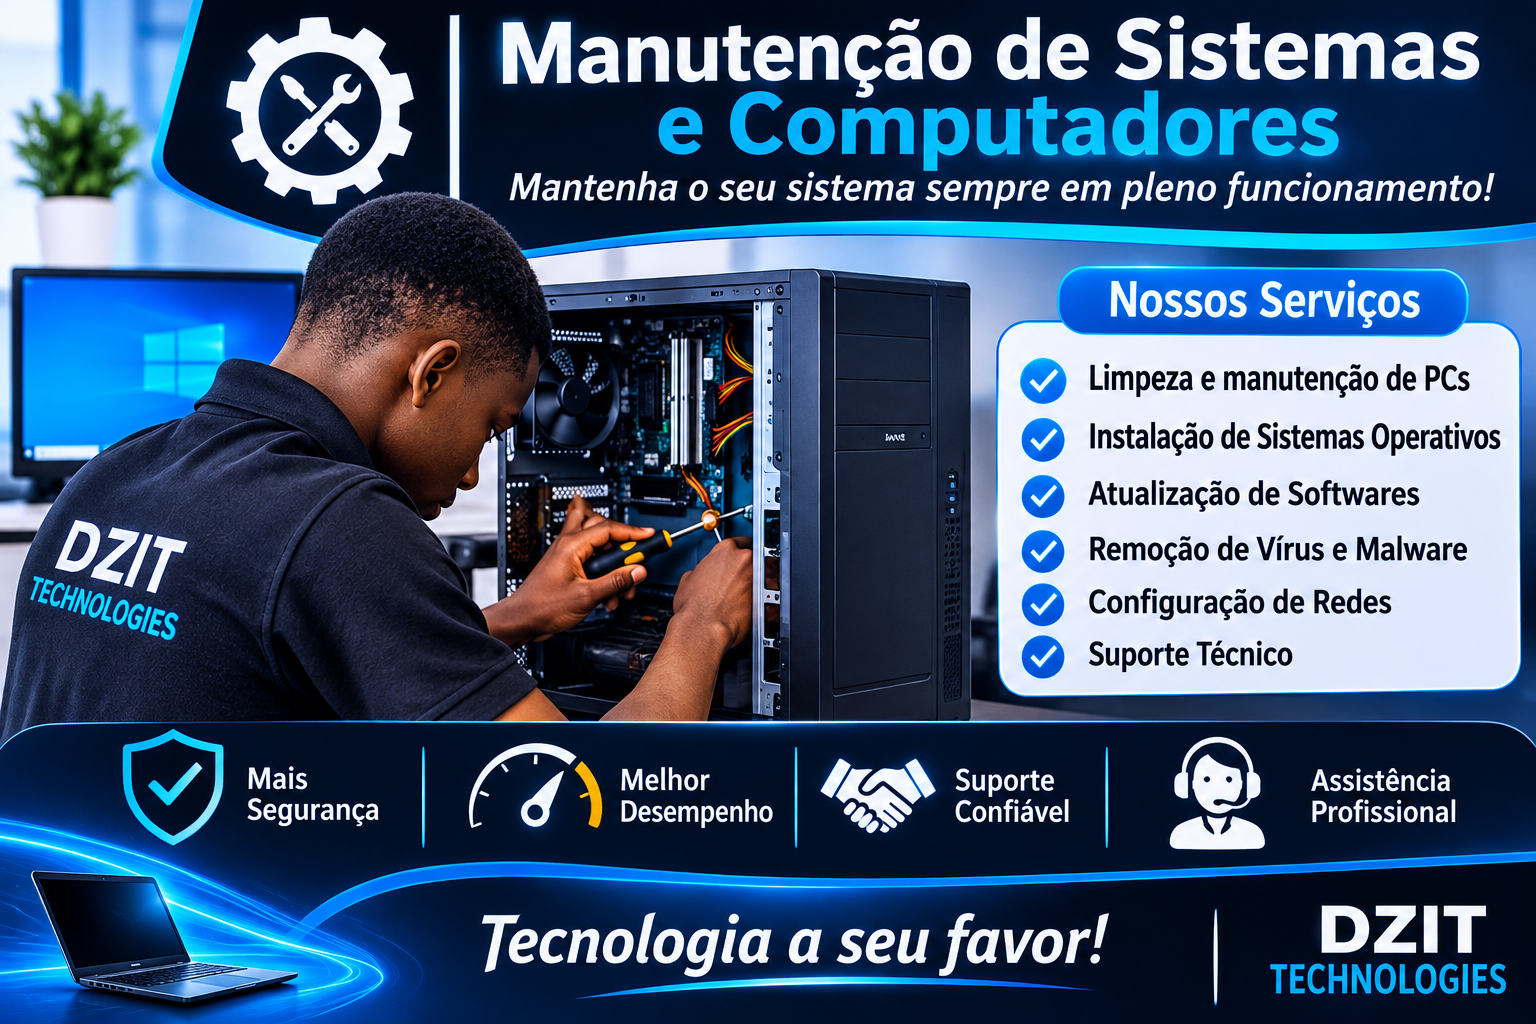 Manutenção de Sistemas
e Computadores
Mantenha o seu sistema sempre em pleno funcionamento!
Nossos Serviços
Limpeza e manutenção de PCs
Instalação de Sistemas Operativos
Atualização de Softwares
Remoção de Vírus e Malware
Configuração de Redes
Suporte Técnico
DZIT
TECHNOLOGIES
Mais
Segurança
Melhor
Desempenho
Suporte
Confiável
Assistência
Profissional
Tecnologia a seu favor!
DZIT
TECHNOLOGIES